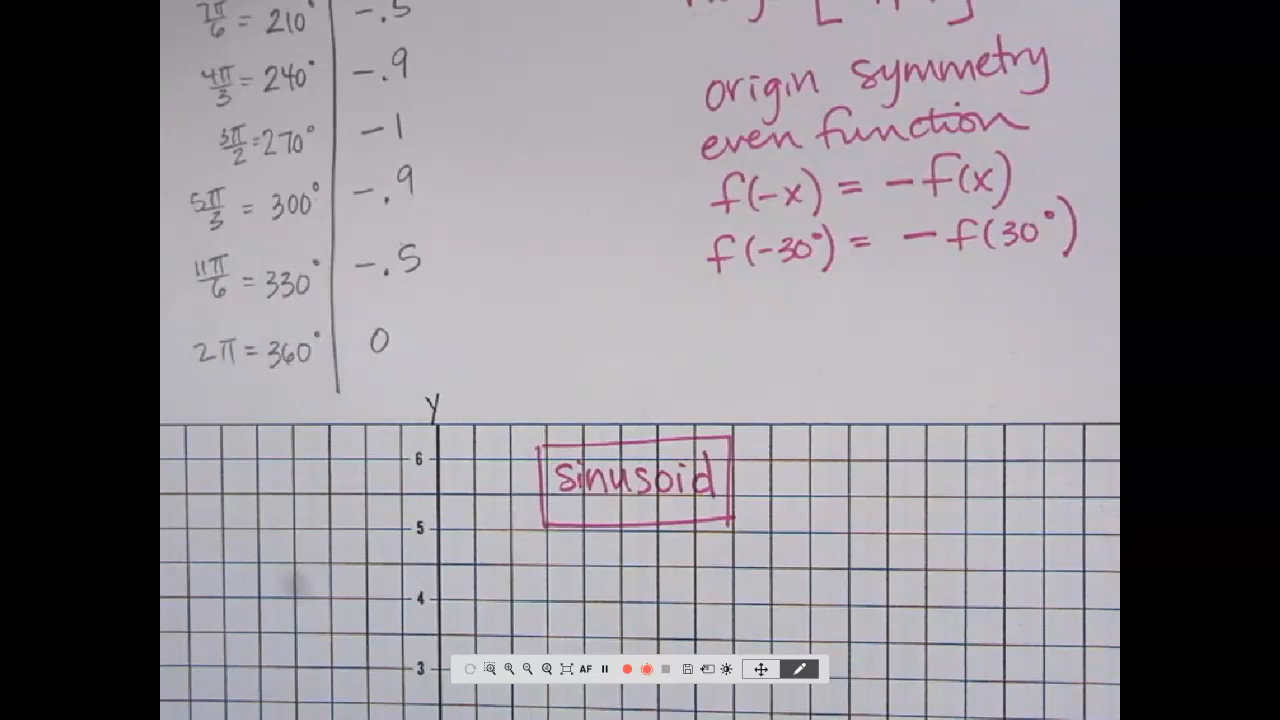 7π/6 = 210° -.5
4π/3 = 240° -.9
3π/2 = 270° -1
5π/3 = 300° -.9
11π/6 = 330° -.5
2π = 360° 0
origin symmetry
even function
f(-x) = -f(x)
f(-30°) = -f(30°)
y
sinusoid
6
5
4
3
AF